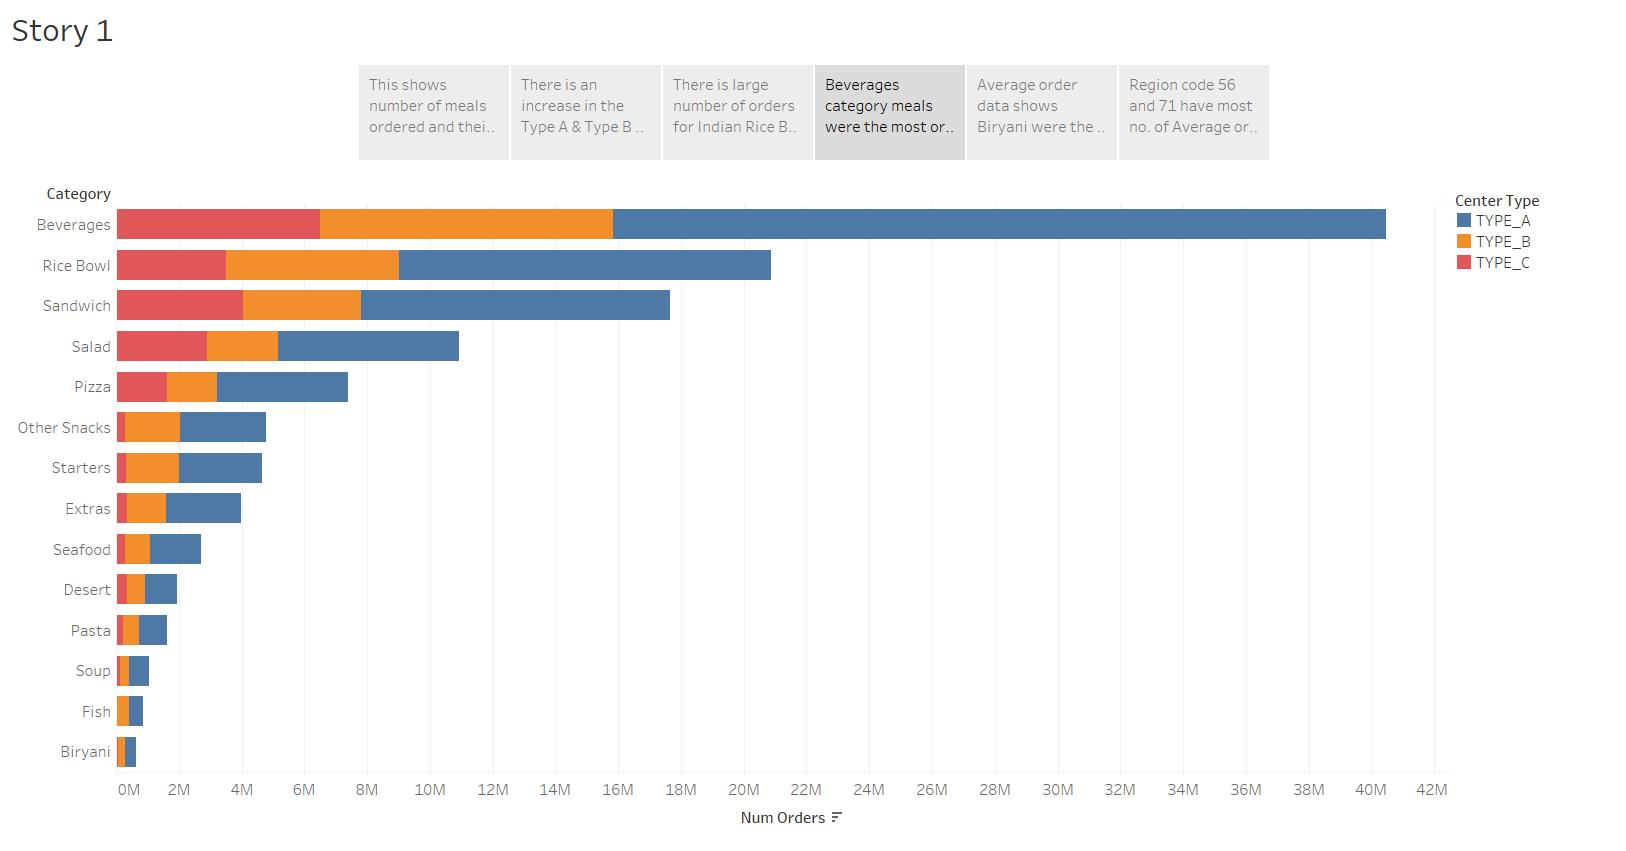 Story 1
This shows
number of meals
ordered and thei..
There is an
increase in the
Type A & Type B ..
There is large
number of orders
for Indian Rice B..
Beverages
category meals
were the most or..
Average order
data shows
Biryani were the ..
Region code 56
and 71 have most
no. of Average or..
Category
Beverages
Rice Bowl
Sandwich
Salad
Pizza
Other Snacks
Starters
Extras
Seafood
Desert
Pasta
Soup
Fish
Biryani
0M 2M 4M 6M 8M 10M 12M 14M 16M 18M 20M 22M 24M 26M 28M 30M 32M 34M 36M 38M 40M 42M
Num Orders
Center Type
TYPE_A
TYPE_B
TYPE_C